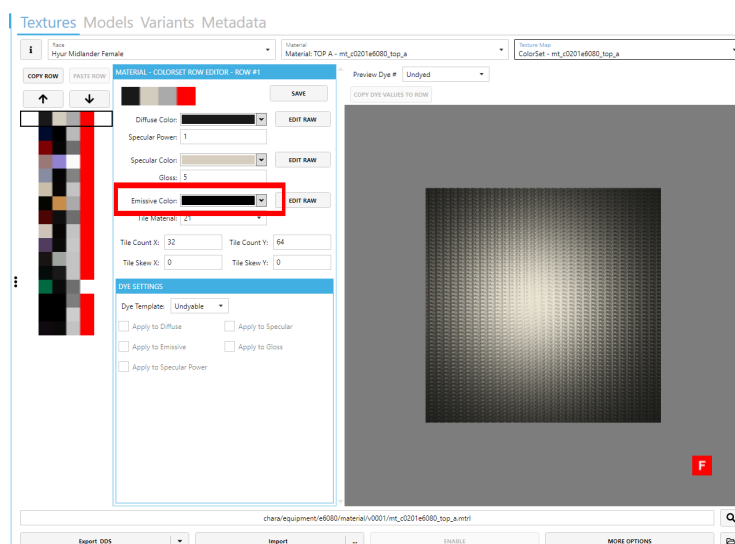 Textures Models Variants Metadata
i
Race
Hyur Midlander Female
Material
Material: TOP A - mt_c0201e6080_top_a
Texture Map
ColorSet - mt_c0201e6080_top_a
COPY ROW
PASTE ROW
MATERIAL - COLORSET ROW EDITOR - ROW #1
SAVE
Diffuse Color:
EDIT RAW
Specular Power: 1
Specular Color:
EDIT RAW
Gloss: 5
Emissive Color:
EDIT RAW
Tile Material: 21
Tile Count X: 32
Tile Count Y: 64
Tile Skew X: 0
Tile Skew Y: 0
DYE SETTINGS
Dye Template: Undyable
Apply to Diffuse
Apply to Specular
Apply to Emissive
Apply to Gloss
Apply to Specular Power
Preview Dye # Undyed
COPY DYE VALUES TO ROW
F
chara/equipment/e6080/material/v0001/mt_c0201e6080_top_a.mtrl
Export DDS
Import
...
ENABLE
MORE OPTIONS